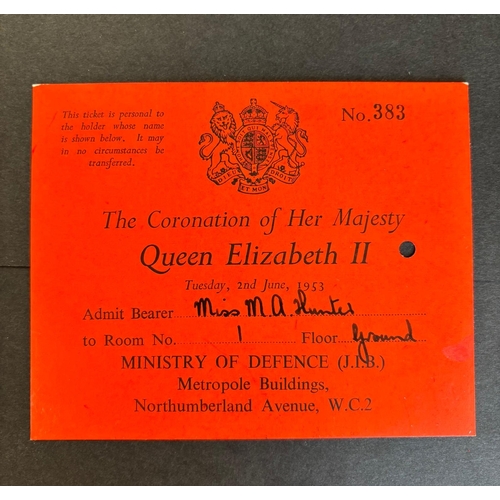 This ticket is personal to
the holder whose name
is shown below. It may
in no circumstances be
transferred.
No. 383
DIEU ET MON DROIT
The Coronation of Her Majesty
Queen Elizabeth II
Tuesday, 2nd June, 1953
Admit Bearer Miss M.A. Hunter
to Room No. 1 Floor Ground
MINISTRY OF DEFENCE (J.I.B.)
Metropole Buildings,
Northumberland Avenue, W.C.2